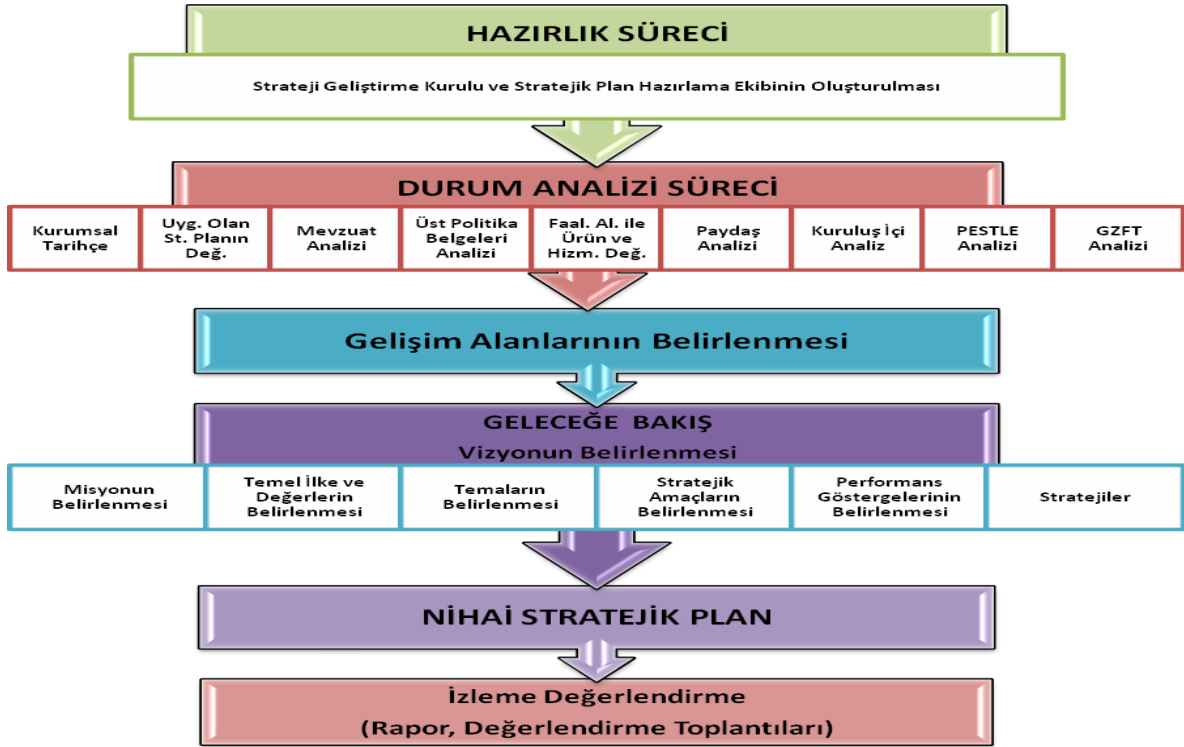 HAZIRLIK SÜRECİ
Strateji Geliştirme Kurulu ve Stratejik Plan Hazırlama Ekibinin Oluşturulması
DURUM ANALİZİ SÜRECİ
Kurumsal
Tarihçe
Uyg. Olan
St. Planın
Değ.
Mevzuat
Analizi
Üst Politika
Belgeleri
Analizi
Faal. Al. ile
Ürün ve
Hizm. Değ.
Paydaş
Analizi
Kuruluş İçi
Analiz
PESTLE
Analizi
GZFT
Analizi
Gelişim Alanlarının Belirlenmesi
GELECEĞE BAKIŞ
Vizyonun Belirlenmesi
Misyonun
Belirlenmesi
Temel İlke ve
Değerlerin
Belirlenmesi
Temaların
Belirlenmesi
Stratejik
Amaçların
Belirlenmesi
Performans
Göstergelerinin
Belirlenmesi
Stratejiler
NİHAİ STRATEJİK PLAN
İzleme Değerlendirme
(Rapor, Değerlendirme Toplantıları)